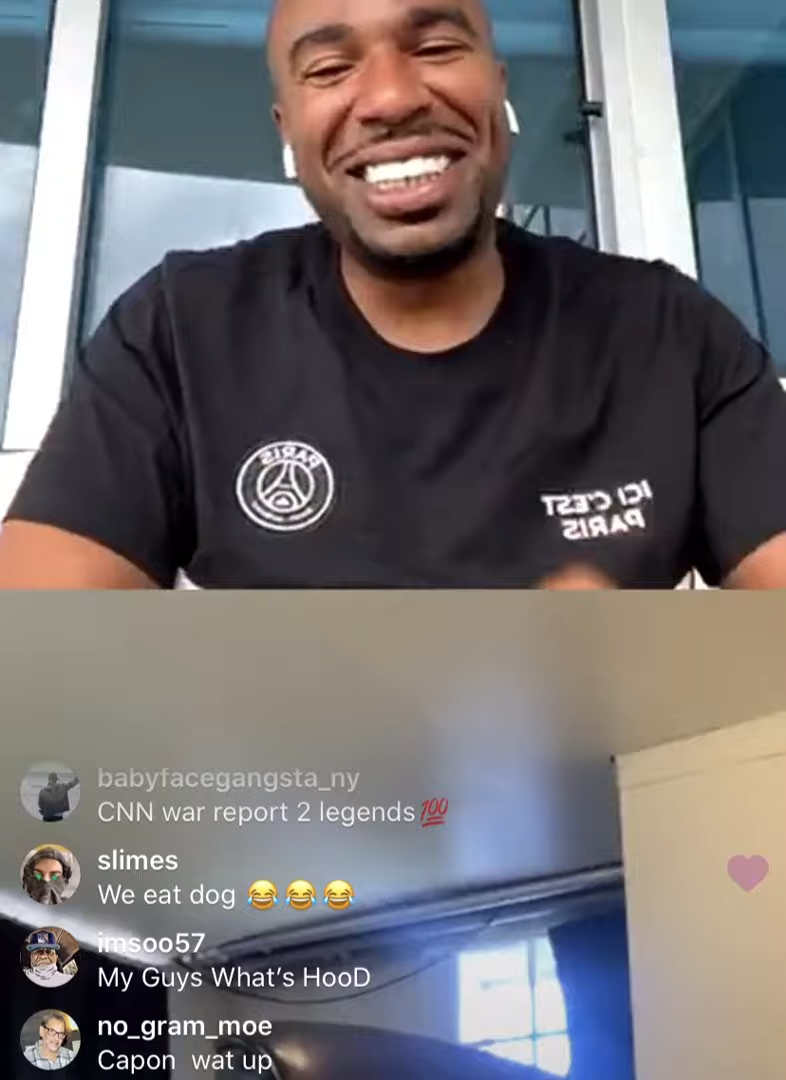 PARIS
ICI C'EST
PARIS
babyfacegangsta_ny
CNN war report 2 legends💯
slimes
We eat dog 😂😂😂
imsoo57
My Guys What's HooD
no_gram_moe
Capon wat up